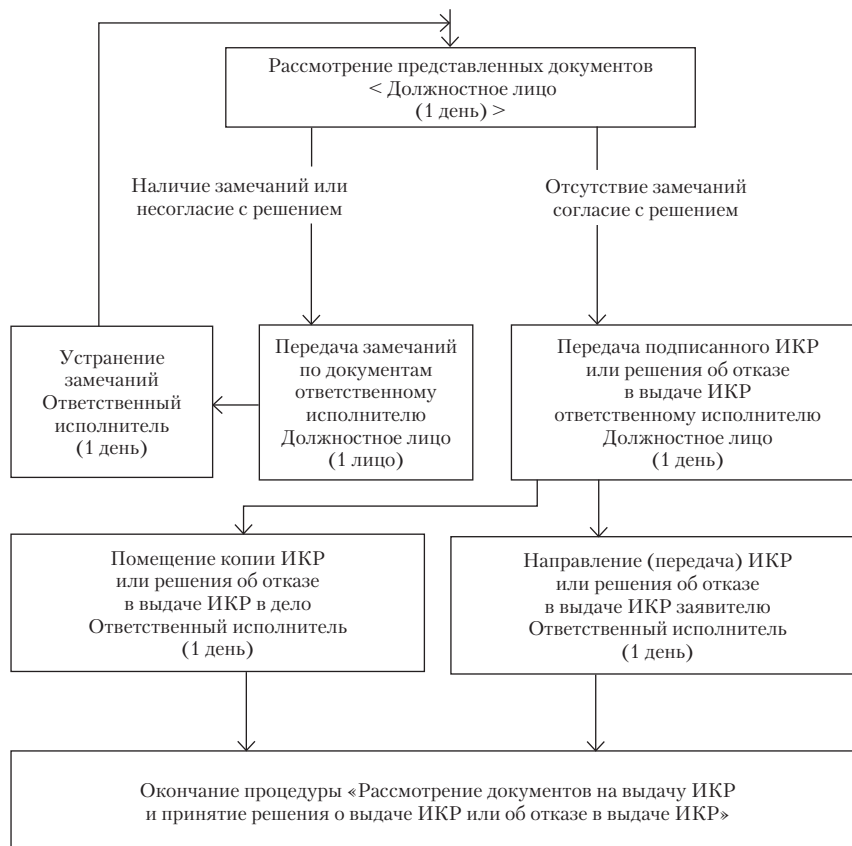 Рассмотрение представленных документов
< Должностное лицо
(1 день) >
Наличие замечаний или
несогласие с решением
Отсутствие замечаний
согласие с решением
Устранение
замечаний
Ответственный
исполнитель
(1 день)
Передача замечаний
по документам
ответственному
исполнителю
Должностное лицо
(1 лицо)
Передача подписанного ИКР
или решения об отказе
в выдаче ИКР
ответственному исполнителю
Должностное лицо
(1 день)
Помещение копии ИКР
или решения об отказе
в выдаче ИКР в дело
Ответственный исполнитель
(1 день)
Направление (передача) ИКР
или решения об отказе
в выдаче ИКР заявителю
Ответственный исполнитель
(1 день)
Окончание процедуры «Рассмотрение документов на выдачу ИКР
и принятие решения о выдаче ИКР или об отказе в выдаче ИКР»